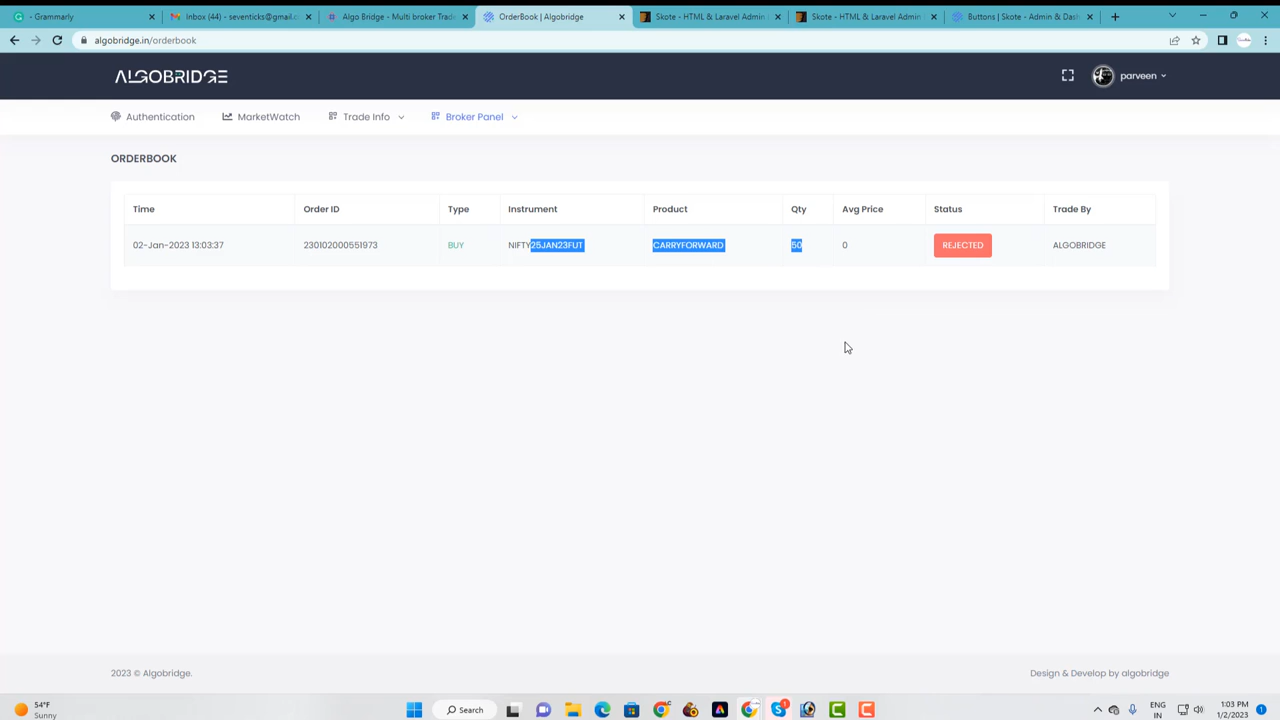 - Grammarly
Inbox (44) - seventicks@gmail.c
Algo Bridge - Multi broker Trade
OrderBook | Algobridge
Skote - HTML & Laravel Admin
Skote - HTML & Laravel Admin
Buttons | Skote - Admin & Dash
algobridge.in/orderbook
ALGOBRIDGE
parveen
Authentication
MarketWatch
Trade Info
Broker Panel
ORDERBOOK
Time Order ID Type Instrument Product Qty Avg Price Status Trade By
02-Jan-2023 13:03:37 230102000551973 BUY NIFTY25JAN23FUT CARRYFORWARD 50 0 REJECTED ALGOBRIDGE
2023 © Algobridge.
Design & Develop by algobridge
54°F
Sunny
Search
ENG
IN
1:03 PM
1/2/2023
1